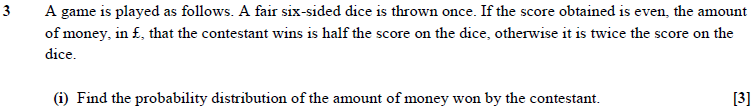 3 A game is played as follows. A fair six-sided dice is thrown once. If the score obtained is even, the amount
of money, in £, that the contestant wins is half the score on the dice, otherwise it is twice the score on the
dice.
(i) Find the probability distribution of the amount of money won by the contestant. [3]